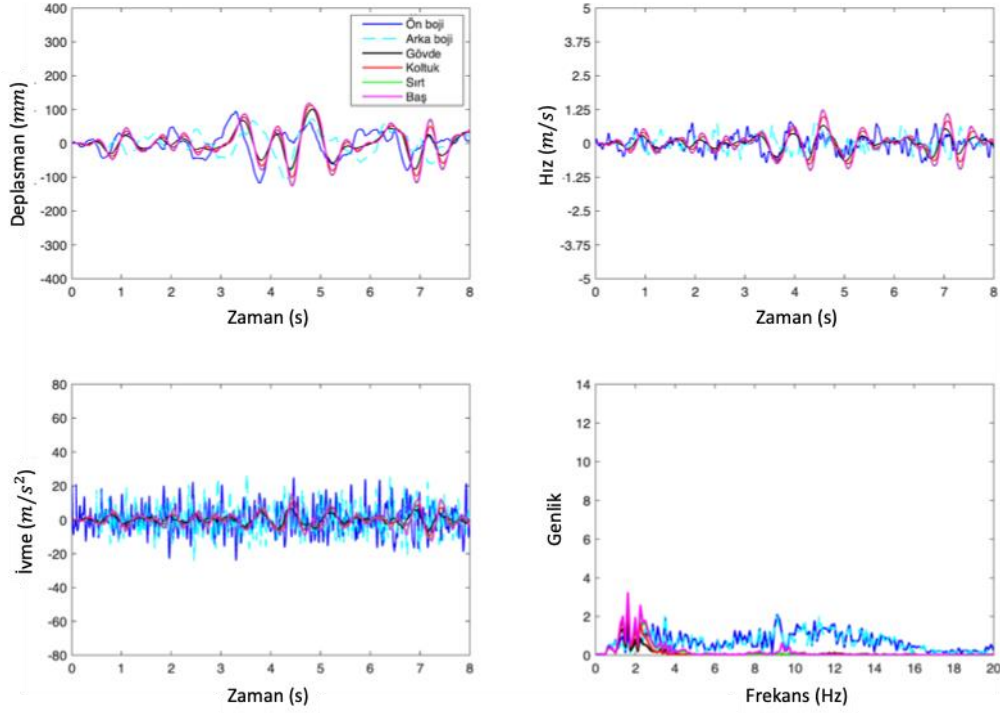 400
300
200
100
0
-100
-200
-300
-400
Deplasman (mm)
0 1 2 3 4 5 6 7 8
Zaman (s)
Ön boji
Arka boji
Gövde
Koltuk
Sırt
Baş
5
3.75
2.5
1.25
0
-1.25
-2.5
-3.75
-5
Hız (m/s)
0 1 2 3 4 5 6 7 8
Zaman (s)
80
60
40
20
0
-20
-40
-60
-80
İvme (m/s²)
0 1 2 3 4 5 6 7 8
Zaman (s)
14
12
10
8
6
4
2
0
Genlik
0 2 4 6 8 10 12 14 16 18 20
Frekans (Hz)